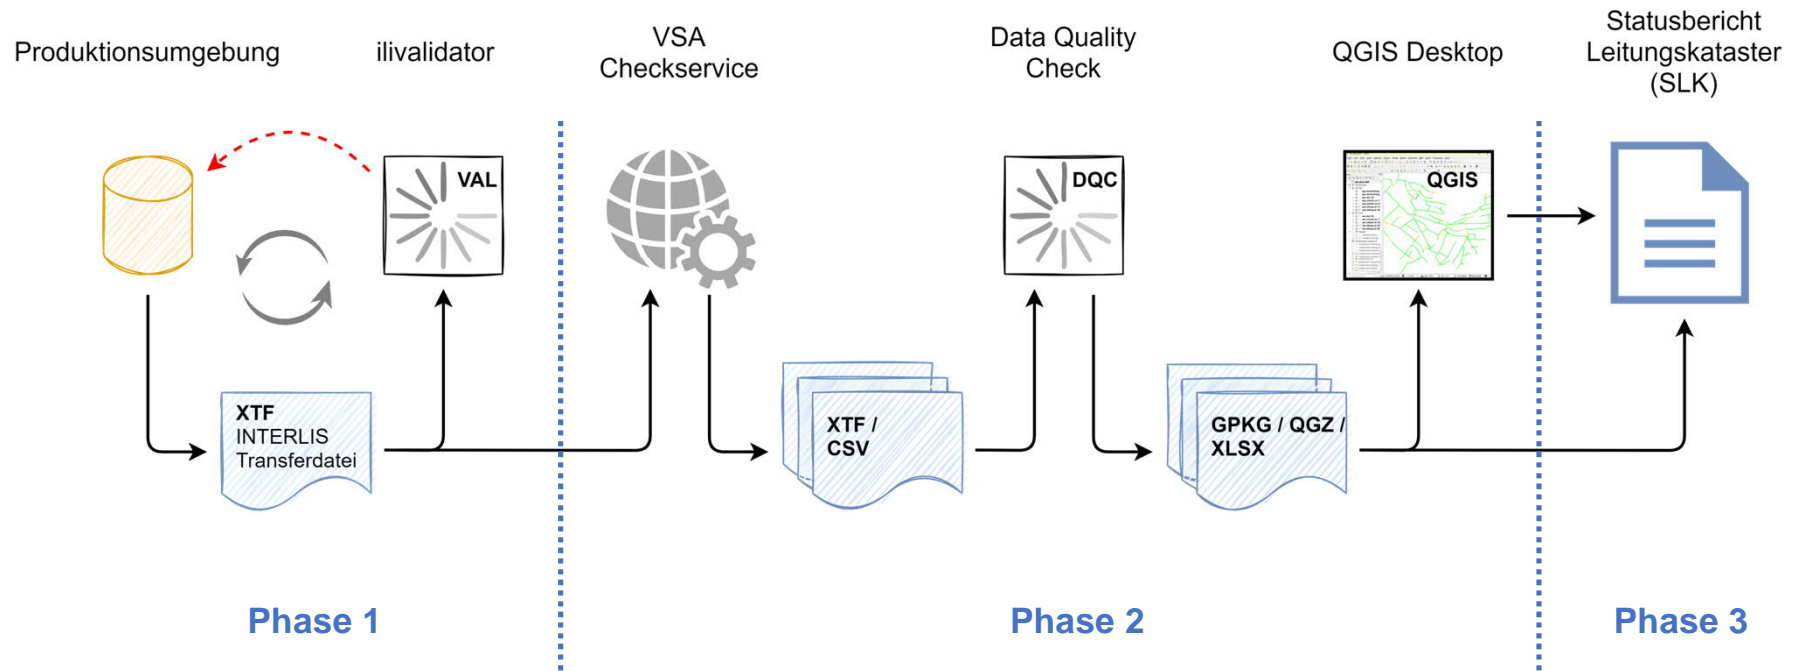 Produktionsumgebung
ilivalidator
VSA
Checkservice
Data Quality
Check
QGIS Desktop
Statusbericht
Leitungskataster
(SLK)
VAL
DQC
QGIS
XTF
INTERLIS
Transferdatei
XTF /
CSV
GPKG / QGZ /
XLSX
Phase 1
Phase 2
Phase 3